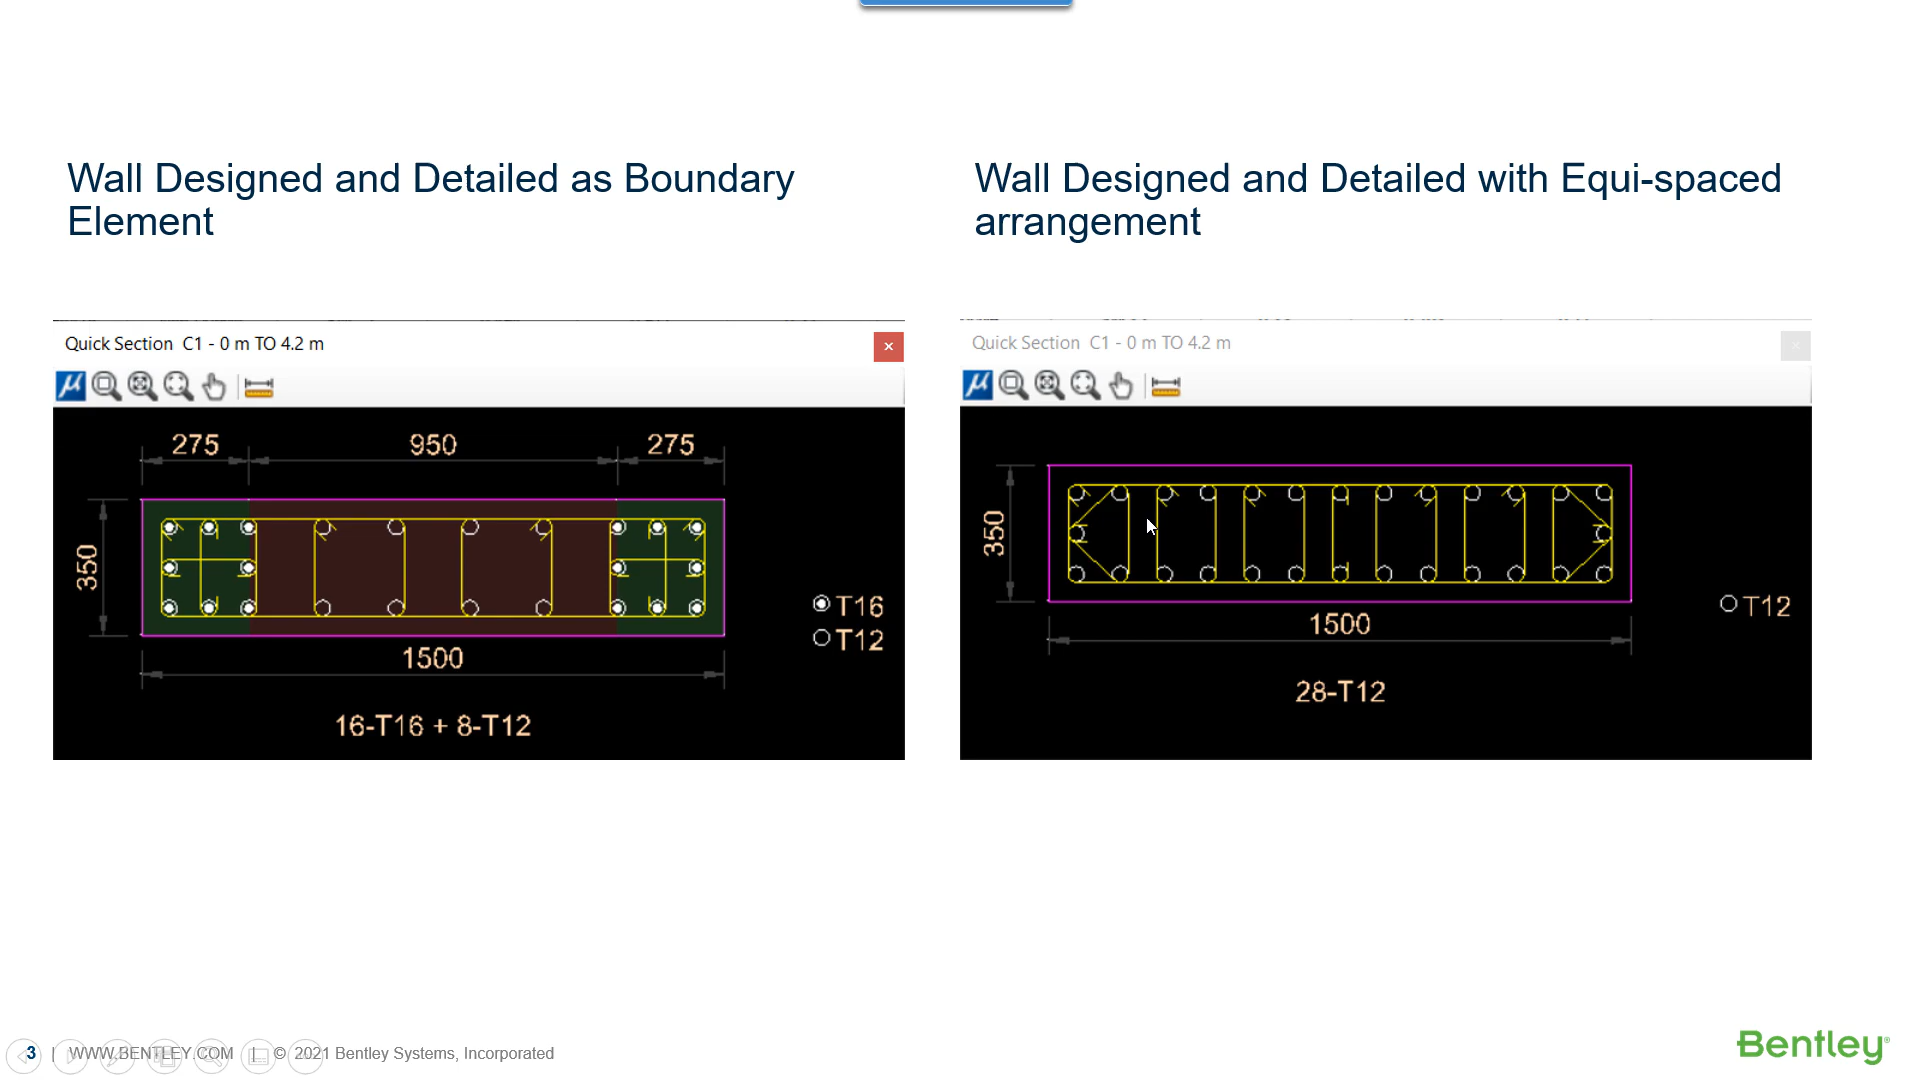 Wall Designed and Detailed as Boundary
Element
Quick Section C1 - 0 m TO 4.2 m
275
950
275
350
T16
T12
1500
16-T16 + 8-T12
Wall Designed and Detailed with Equi-spaced
arrangement
Quick Section C1 - 0 m TO 4.2 m
350
T12
1500
28-T12
3 | WWW.BENTLEY.COM | © 2021 Bentley Systems, Incorporated
Bentley®